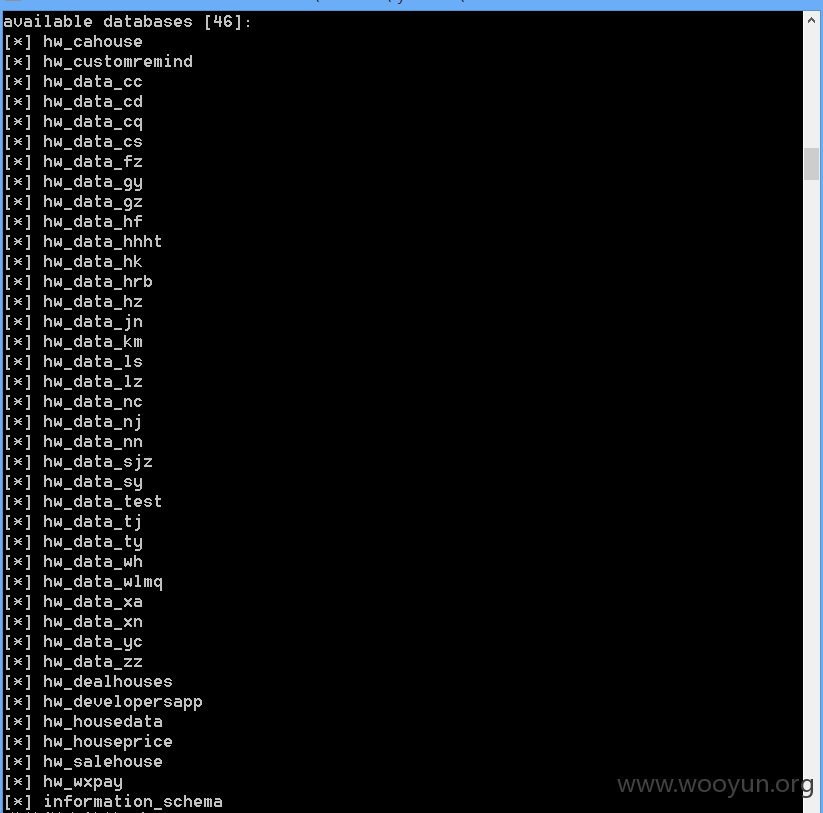 available databases [46]:
[*] hw_cahouse
[*] hw_customremind
[*] hw_data_cc
[*] hw_data_cd
[*] hw_data_cq
[*] hw_data_cs
[*] hw_data_fz
[*] hw_data_gy
[*] hw_data_gz
[*] hw_data_hf
[*] hw_data_hhht
[*] hw_data_hk
[*] hw_data_hrb
[*] hw_data_hz
[*] hw_data_jn
[*] hw_data_km
[*] hw_data_ls
[*] hw_data_lz
[*] hw_data_nc
[*] hw_data_nj
[*] hw_data_nn
[*] hw_data_sjz
[*] hw_data_sy
[*] hw_data_test
[*] hw_data_tj
[*] hw_data_ty
[*] hw_data_wh
[*] hw_data_wlmq
[*] hw_data_xa
[*] hw_data_xn
[*] hw_data_yc
[*] hw_data_zz
[*] hw_dealhouses
[*] hw_developersapp
[*] hw_housedata
[*] hw_houseprice
[*] hw_salehouse
[*] hw_wxpay
[*] information_schema
www.wooyun.org